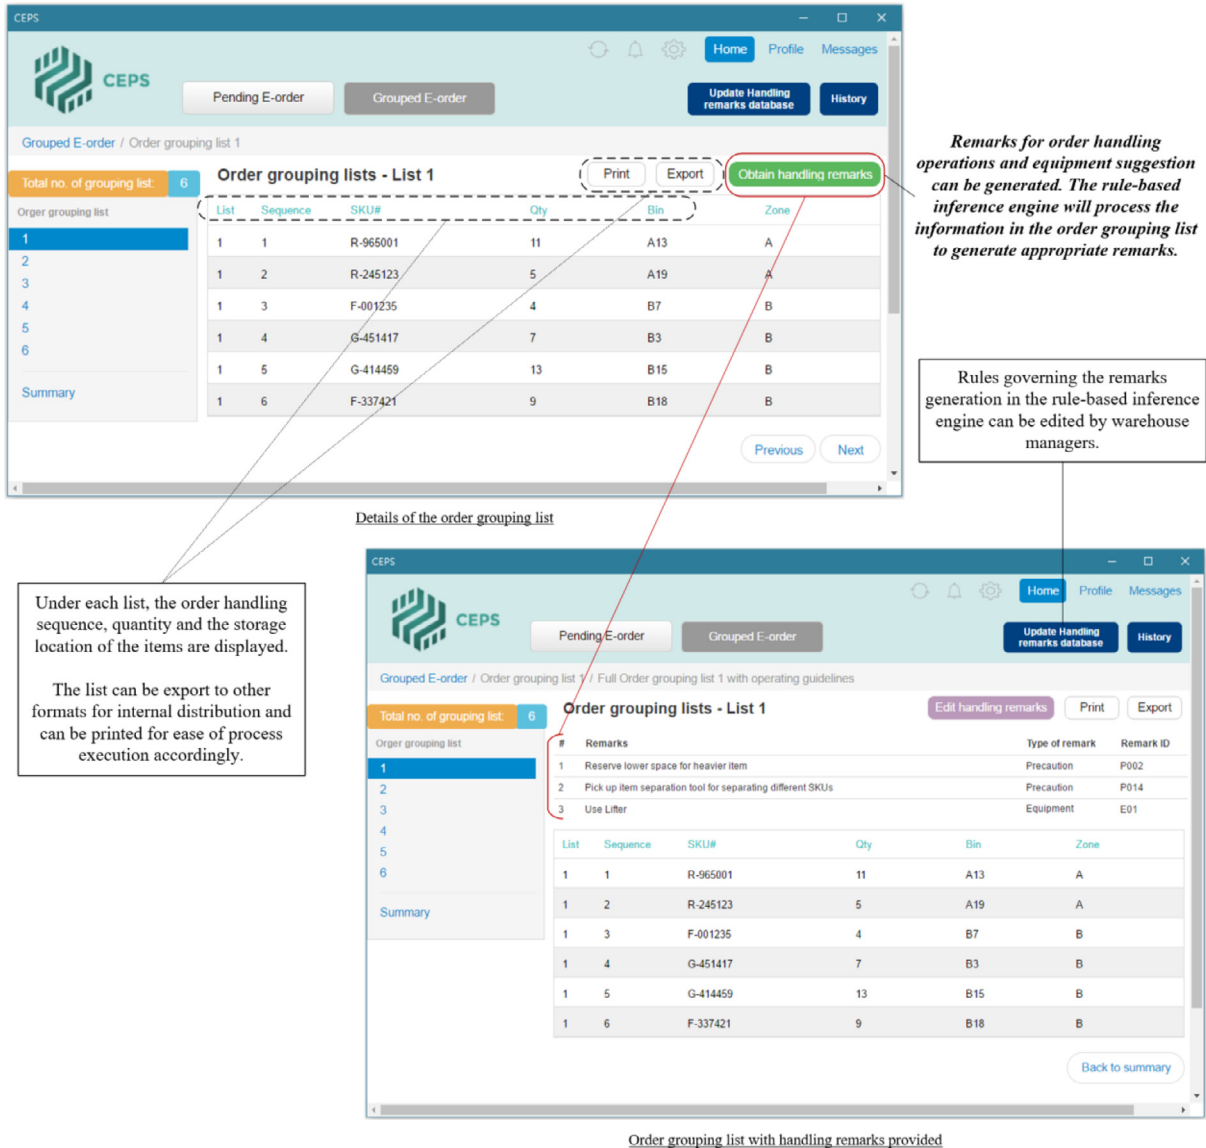 CEPS
CEPS
Home Profile Messages
Pending E-order Grouped E-order
Update Handling
remarks database
History
Grouped E-order / Order grouping list 1
Total no. of grouping list: 6
Orger grouping list
1
2
3
4
5
6
Summary
Order grouping lists - List 1
Print Export Obtain handling remarks
List Sequence SKU# Qty Bin Zone
1 1 R-965001 11 A13 A
1 2 R-245123 5 A19 A
1 3 F-001235 4 B7 B
1 4 G-451417 7 B3 B
1 5 G-414459 13 B15 B
1 6 F-337421 9 B18 B
Previous Next
Details of the order grouping list
Remarks for order handling
operations and equipment suggestion
can be generated. The rule-based
inference engine will process the
information in the order grouping list
to generate appropriate remarks.
Rules governing the remarks
generation in the rule-based inference
engine can be edited by warehouse
managers.
Under each list, the order handling
sequence, quantity and the storage
location of the items are displayed.
The list can be export to other
formats for internal distribution and
can be printed for ease of process
execution accordingly.
CEPS
CEPS
Home Profile Messages
Pending E-order Grouped E-order
Update Handling
remarks database
History
Grouped E-order / Order grouping list 1 / Full Order grouping list 1 with operating guidelines
Total no. of grouping list: 6
Orger grouping list
1
2
3
4
5
6
Summary
Order grouping lists - List 1
Edit handling remarks Print Export
# Remarks Type of remark Remark ID
1 Reserve lower space for heavier item Precaution P002
2 Pick up item separation tool for separating different SKUs Precaution P014
3 Use Lifter Equipment E01
List Sequence SKU# Qty Bin Zone
1 1 R-965001 11 A13 A
1 2 R-245123 5 A19 A
1 3 F-001235 4 B7 B
1 4 G-451417 7 B3 B
1 5 G-414459 13 B15 B
1 6 F-337421 9 B18 B
Back to summary
Order grouping list with handling remarks provided